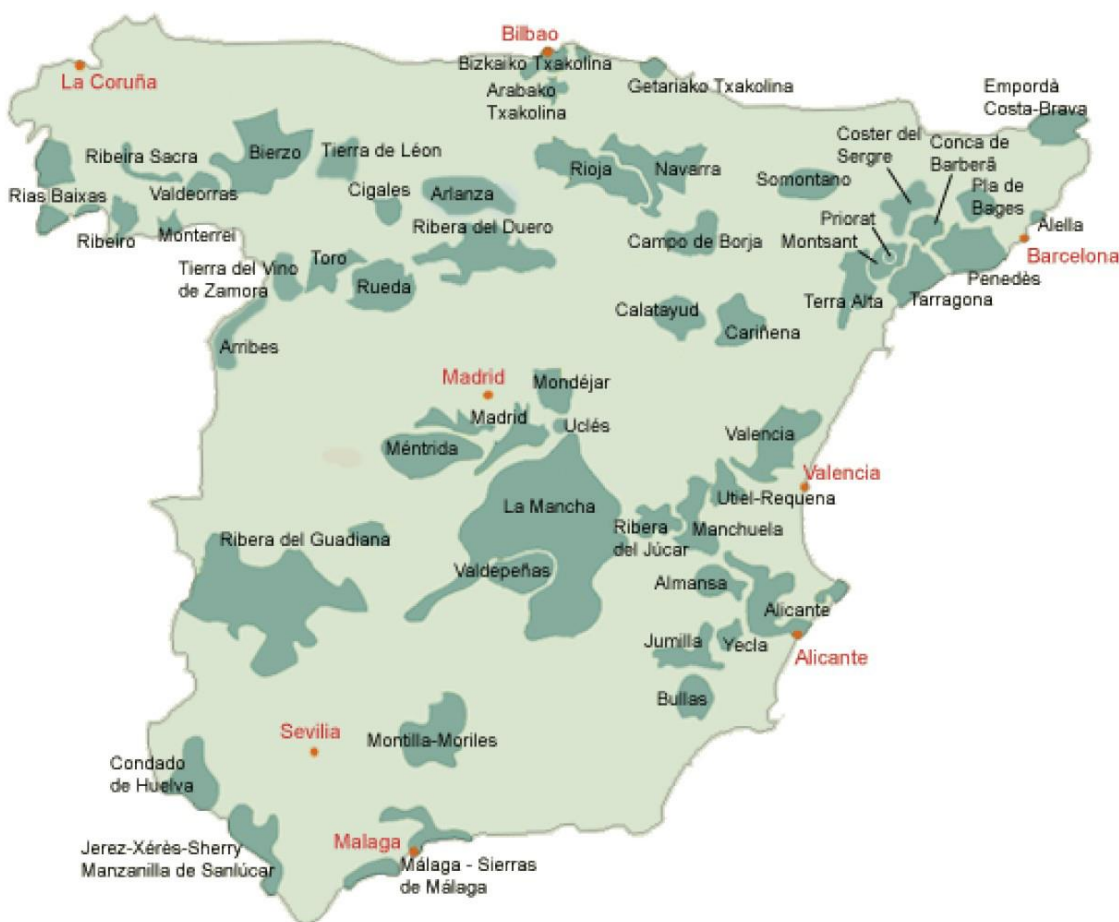 Bilbao
La Coruña
Bizkaiko Txakolina
Getariako Txakolina
Arabako
Txakolina
Empordà
Costa-Brava
Coster del
Sergre
Conca de
Barberã
Ribeira Sacra
Bierzo
Tierra de Léon
Rioja
Navarra
Somontano
Pla de
Bages
Rias Baixas
Valdeorras
Cigales
Arlanza
Priorat
Alella
Ribeiro
Monterrei
Ribera del Duero
Campo de Borja
Montsant
Barcelona
Tierra del Vino
de Zamora
Toro
Rueda
Penedès
Terra Alta
Tarragona
Calatayud
Cariñena
Arribes
Madrid
Mondéjar
Madrid
Uclés
Méntrida
Valencia
Valencia
La Mancha
Utiel-Requena
Ribera
del Júcar
Manchuela
Ribera del Guadiana
Valdepeñas
Almansa
Alicante
Jumilla
Yecla
Alicante
Bullas
Sevilia
Montilla-Moriles
Condado
de Huelva
Malaga
Jerez-Xérès-Sherry
Manzanilla de Sanlúcar
Málaga - Sierras
de Málaga